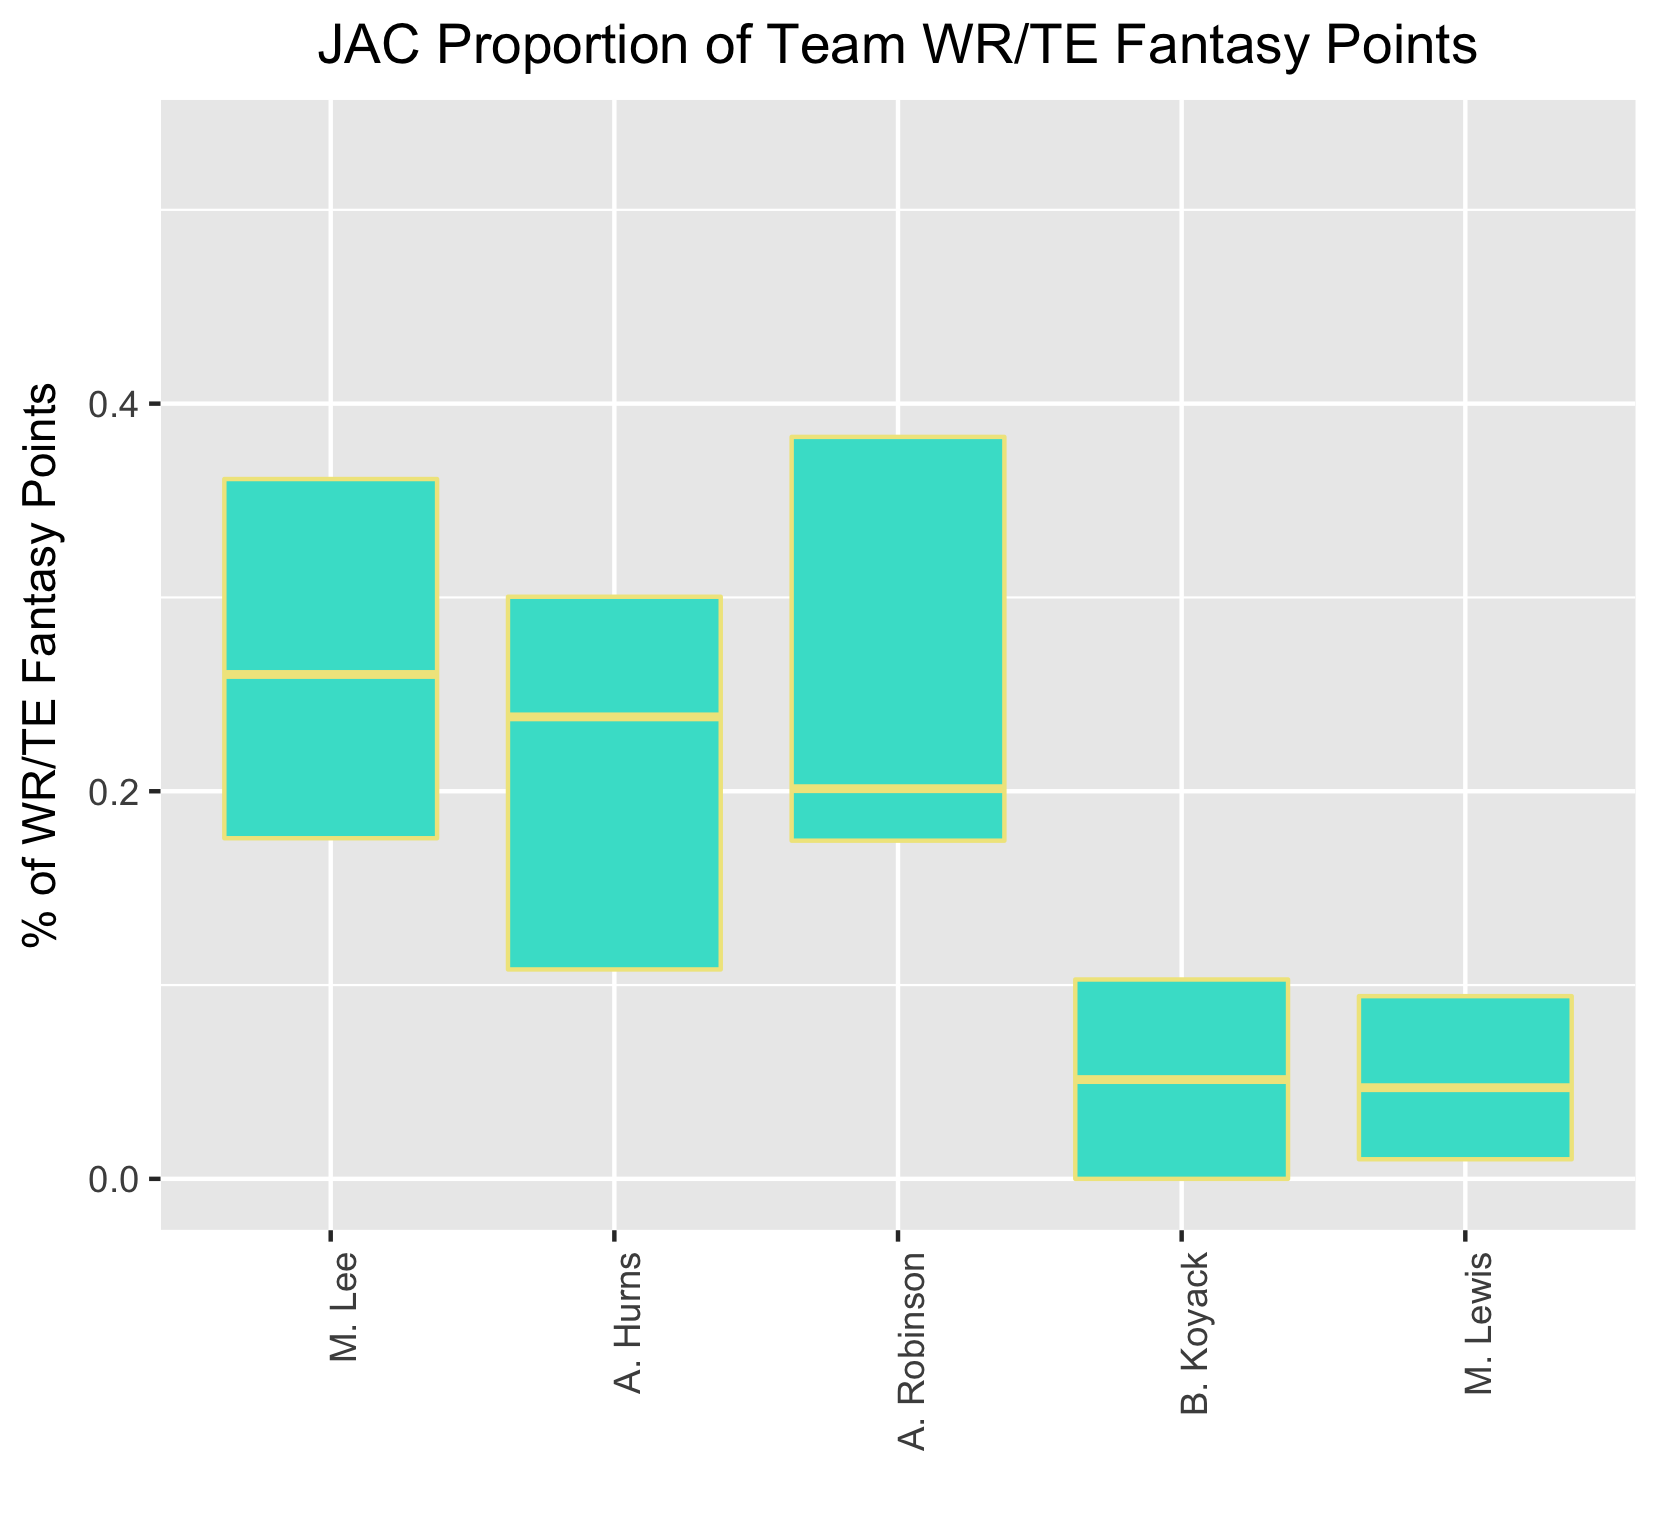 JAC Proportion of Team WR/TE Fantasy Points
% of WR/TE Fantasy Points
0.4
0.2
0.0
M. Lee
A. Hurns
A. Robinson
B. Koyack
M. Lewis